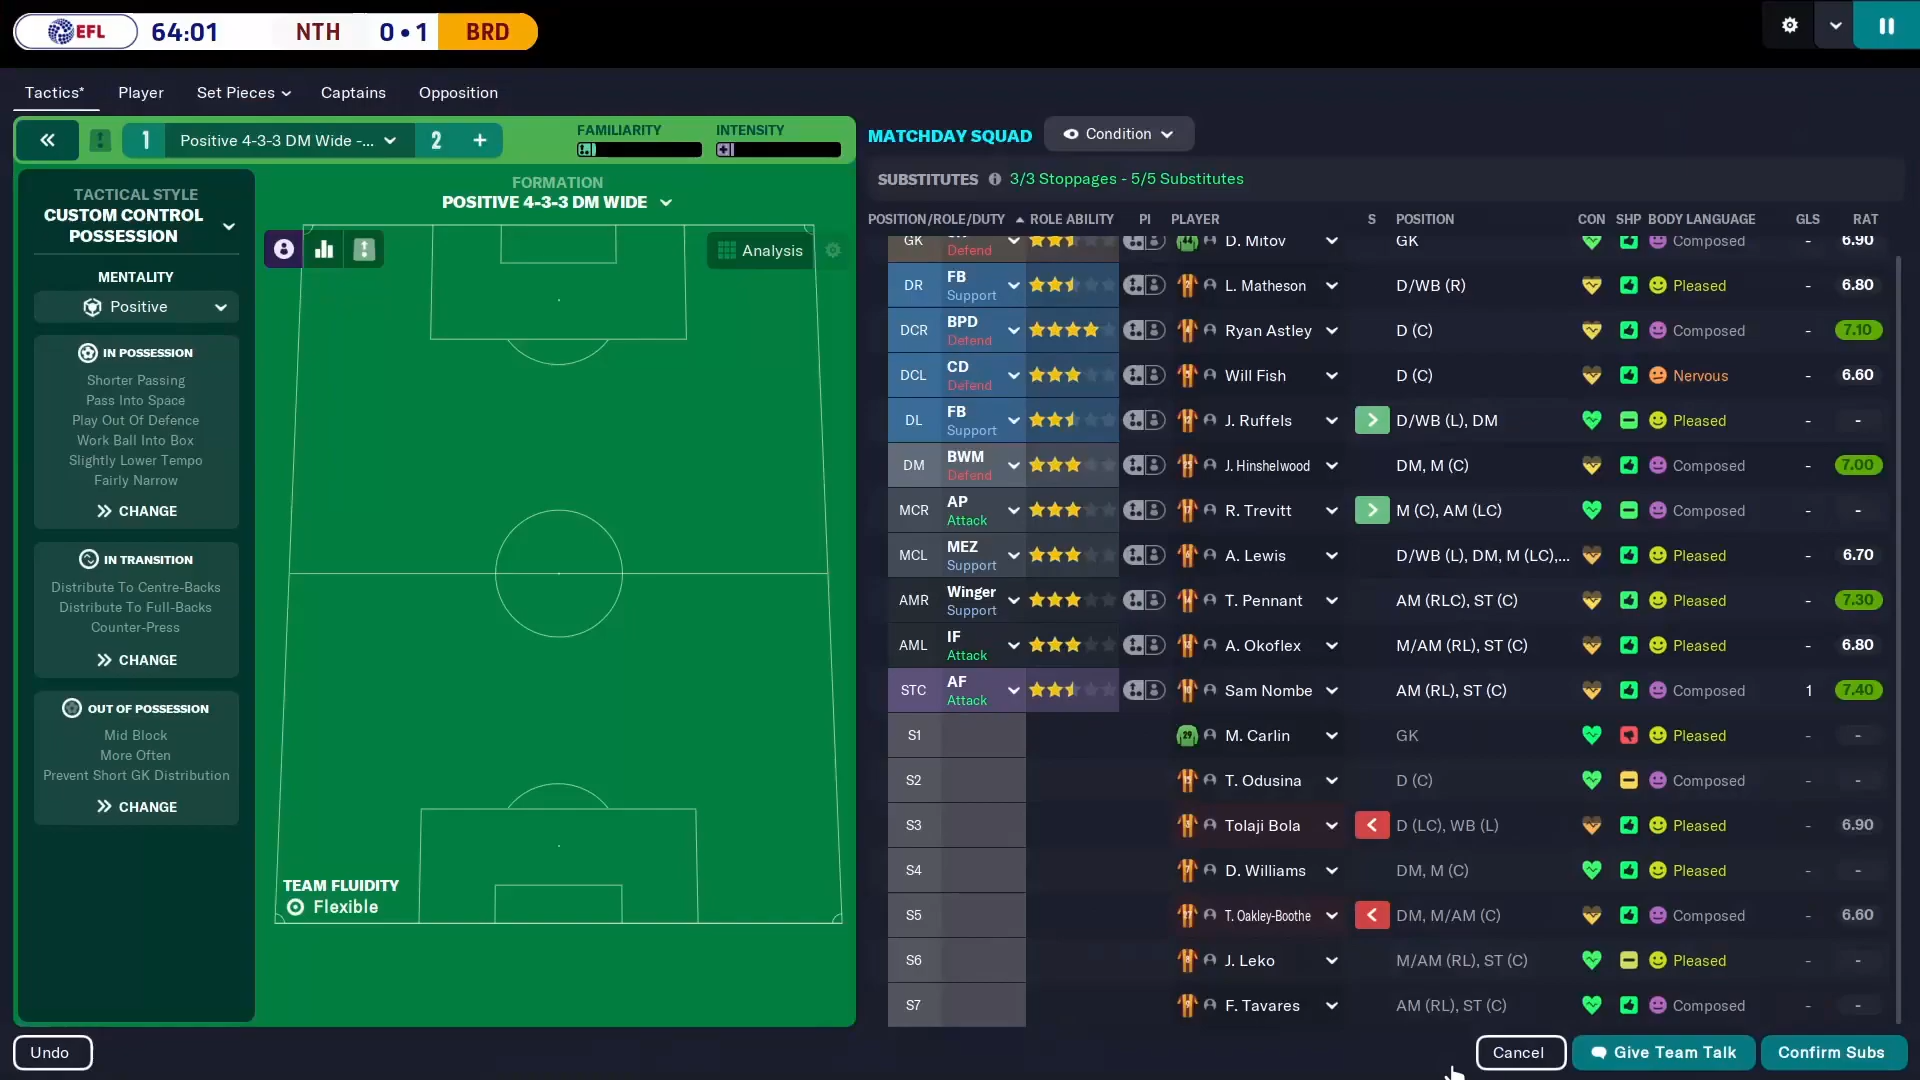 EFL 64:01 NTH 0 • 1 BRD
Tactics* Player Set Pieces Captains Opposition
1 Positive 4-3-3 DM Wide -... 2 +
FAMILIARITY INTENSITY
MATCHDAY SQUAD Condition
TACTICAL STYLE
CUSTOM CONTROL
POSSESSION
MENTALITY
Positive
IN POSSESSION
Shorter Passing
Pass Into Space
Play Out Of Defence
Work Ball Into Box
Slightly Lower Tempo
Fairly Narrow
CHANGE
IN TRANSITION
Distribute To Centre-Backs
Distribute To Full-Backs
Counter-Press
CHANGE
OUT OF POSSESSION
Mid Block
More Often
Prevent Short GK Distribution
CHANGE
FORMATION
POSITIVE 4-3-3 DM WIDE
Analysis
TEAM FLUIDITY
Flexible
SUBSTITUTES 3/3 Stoppages - 5/5 Substitutes
POSITION/ROLE/DUTY ROLE ABILITY PI PLAYER S POSITION CON SHP BODY LANGUAGE GLS RAT
GK Defend D. Mitov GK Composed - 6.90
DR FB Support L. Matheson D/WB (R) Pleased - 6.80
DCR BPD Defend Ryan Astley D (C) Composed - 7.10
DCL CD Defend Will Fish D (C) Nervous - 6.60
DL FB Support J. Ruffels D/WB (L), DM Pleased - -
DM BWM Defend J. Hinshelwood DM, M (C) Composed - 7.00
MCR AP Attack R. Trevitt M (C), AM (LC) Composed - -
MCL MEZ Support A. Lewis D/WB (L), DM, M (LC),... Pleased - 6.70
AMR Winger Support T. Pennant AM (RLC), ST (C) Pleased - 7.30
AML IF Attack A. Okoflex M/AM (RL), ST (C) Pleased - 6.80
STC AF Attack Sam Nombe AM (RL), ST (C) Composed 1 7.40
S1 29 M. Carlin GK Pleased - -
S2 T. Odusina D (C) Composed - -
S3 Tolaji Bola D (LC), WB (L) Pleased - 6.90
S4 D. Williams DM, M (C) Pleased - -
S5 T. Oakley-Boothe DM, M/AM (C) Composed - 6.60
S6 J. Leko M/AM (RL), ST (C) Pleased - -
S7 F. Tavares AM (RL), ST (C) Composed - -
Undo Cancel Give Team Talk Confirm Subs